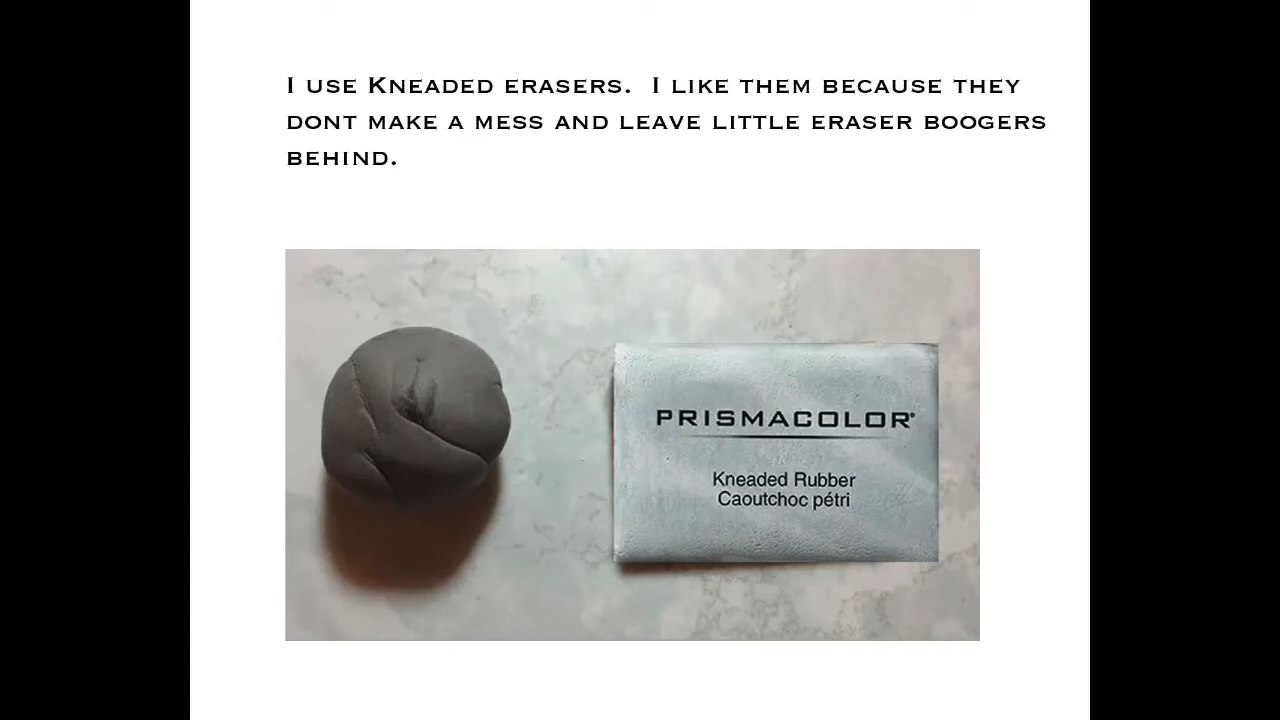 I USE KNEADED ERASERS.  I LIKE THEM BECAUSE THEY
DONT MAKE A MESS AND LEAVE LITTLE ERASER BOOGERS
BEHIND.
PRISMACOLOR®
Kneaded Rubber
Caoutchoc pétri